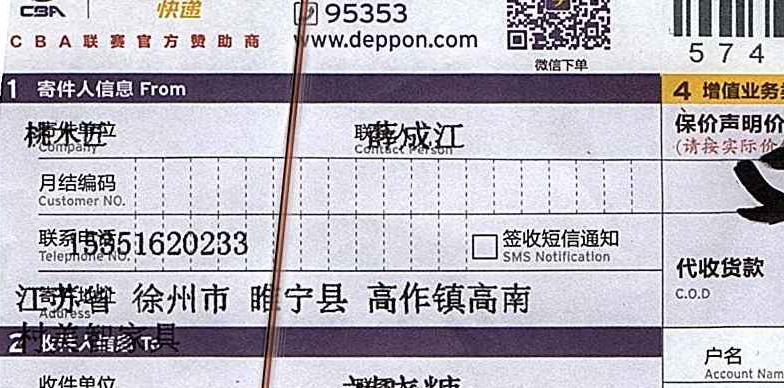 CBA 快递 95353
CBA联赛官方赞助商 www.deppon.com
微信下单
574
1 寄件人信息 From
4 增值业务
寄件单位 林木匠
Company
联系人 薛成江
Contact Person
保价声明价
(请按实际价
月结编码
Customer NO.
联系电话 15351620233
Telephone NO.
签收短信通知
SMS Notification
代收货款
C.O.D
寄件地址
Address
江苏省 徐州市 睢宁县 高作镇高南
村美智家具
2 收件人信息 To
收件单位
户名
Account Nam